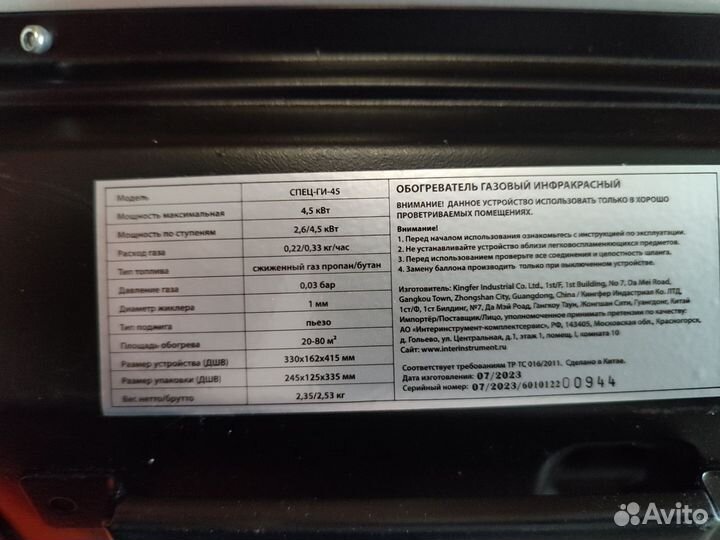 Модель СПЕЦ-ГИ-45
Мощность максимальная 4,5 кВт
Мощность по ступеням 2,6/4,5 кВт
Расход газа 0,22/0,33 кг/час
Тип топлива сжиженный газ пропан/бутан
Давление газа 0,03 бар
Диаметр жиклера 1 мм
Тип поджига пьезо
Площадь обогрева 20-80 м²
Размер устройства (ДШВ) 330х162х415 мм
Размер упаковки (ДШВ) 245х125х335 мм
Вес нетто/брутто 2,35/2,53 кг
ОБОГРЕВАТЕЛЬ ГАЗОВЫЙ ИНФРАКРАСНЫЙ
ВНИМАНИЕ! ДАННОЕ УСТРОЙСТВО ИСПОЛЬЗОВАТЬ ТОЛЬКО В ХОРОШО
ПРОВЕТРИВАЕМЫХ ПОМЕЩЕНИЯХ.
Внимание!
1. Перед началом использования ознакомьтесь с инструкцией по эксплуатации.
2. Не устанавливайте устройство вблизи легковоспламеняющихся предметов.
3. Перед использованием проверьте все соединения и целостность шланга.
4. Замену баллона производить только при выключенном устройстве.
Изготовитель: Kingfer Industrial Co., Ltd., 1st/F, 1st Building, No 7, Da Mei Road,
Gangkou Town, Zhongshan City, Guangdong, China / Кингфер Индастриал Ко. ЛТД,
1ст/Ф, 1ст Билдинг, №7, Да Мэй Роад, Гангкоу Таун, Жонгшан Сити, Гуангдонг, Китай
Импортёр/Поставщик/Лицо, уполномоченное принимать претензии по качеству:
АО «Интеринструмент-комплектсервис», РФ, 143405, Московская обл., Красногорск,
д. Гольево, ул. Центральная, д.1, этаж 1, помещ. I, комната 10
Сайт: www.interinstrument.ru
Соответствует требованиям ТР ТС 016/2011. Сделано в Китае.
Дата изготовления: 07/2023
Серийный номер: 07/2023/601012200944
Avito